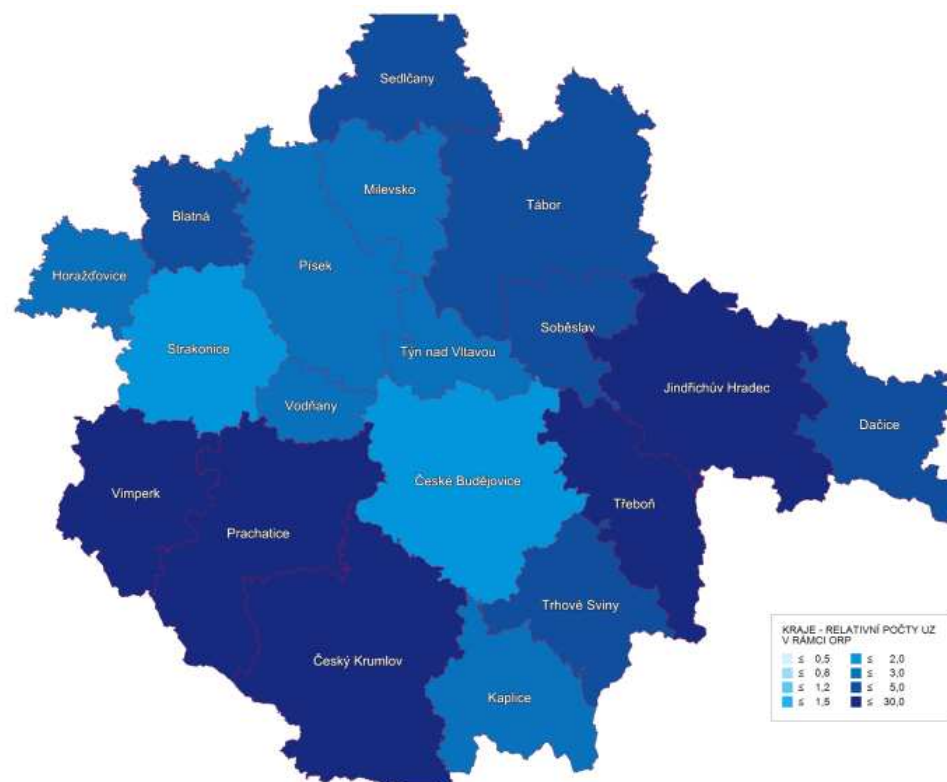 Sedlčany
Milevsko
Tábor
Blatná
Písek
Horažďovice
Soběslav
Strakonice
Týn nad Vltavou
Jindřichův Hradec
Vodňany
Dačice
České Budějovice
Vimperk
Třeboň
Prachatice
Trhové Sviny
Český Krumlov
Kaplice
KRAJE - RELATIVNÍ POČTY UZ
V RÁMCI ORP
≤ 0,5 ≤ 2,0
≤ 0,8 ≤ 3,0
≤ 1,2 ≤ 5,0
≤ 1,5 ≤ 30,0